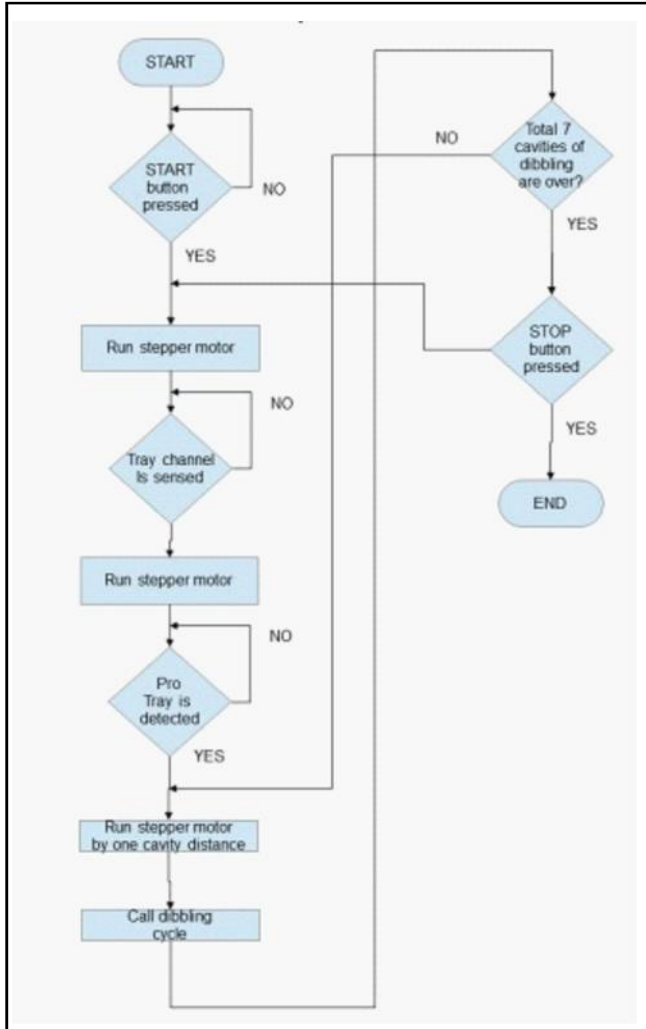 START
START
button
pressed
NO
YES
Run stepper motor
NO
Tray channel
Is sensed
Run stepper motor
NO
Pro
Tray is
detected
YES
Run stepper motor
by one cavity distance
Call dibbling
cycle
NO
Total 7
cavities of
dibbling
are over?
YES
STOP
button
pressed
YES
END